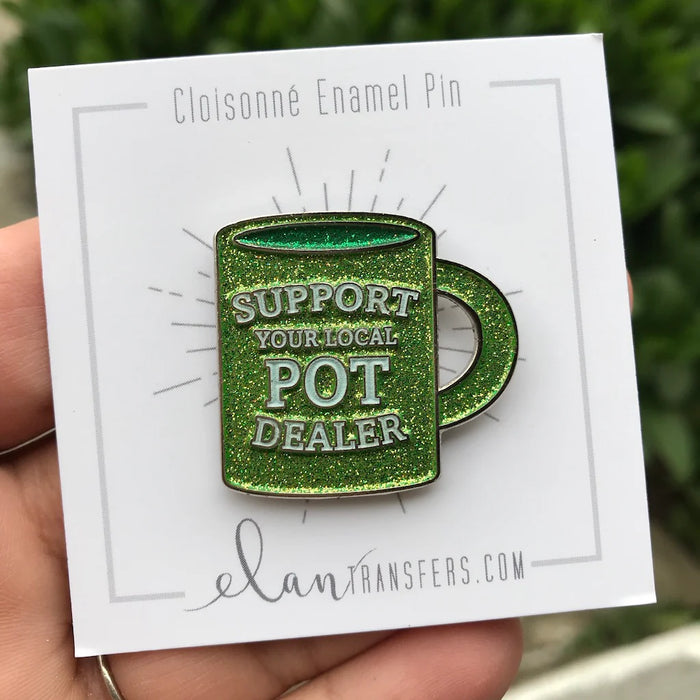 Cloisonné Enamel Pin
SUPPORT
YOUR LOCAL
POT
DEALER
elanTRANSFERS.COM